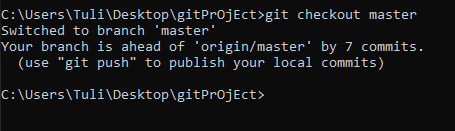 C:\Users\Tuli\Desktop\gitPrOjEct>git checkout master
Switched to branch 'master'
Your branch is ahead of 'origin/master' by 7 commits.
  (use "git push" to publish your local commits)
C:\Users\Tuli\Desktop\gitPrOjEct>